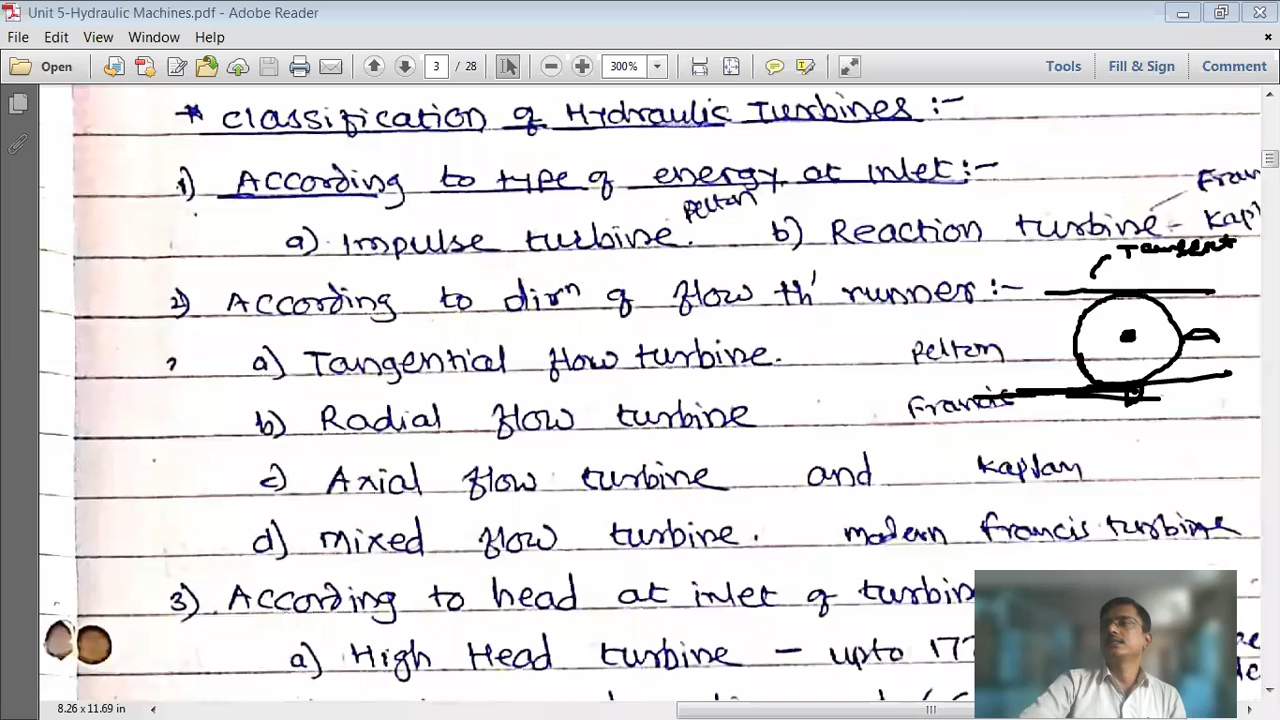 Unit 5-Hydraulic Machines.pdf - Adobe Reader
File Edit View Window Help
Open 3 / 28 300% Tools Fill & Sign Comment
* Classification of Hydraulic Turbines :-
1) According to type of energy at inlet :-
Pelton Fran
a) Impulse turbine. b) Reaction turbine - Kapl
Tangent
2) According to dirn of flow th' runner :-
a) Tangential flow turbine. Pelton
b) Radial flow turbine Francis
c) Axial flow turbine and Kaplan
d) Mixed flow turbine. modern Francis turbine
3) According to head at inlet of turbin
a) High Head turbine - upto 177
8.26 x 11.69 in